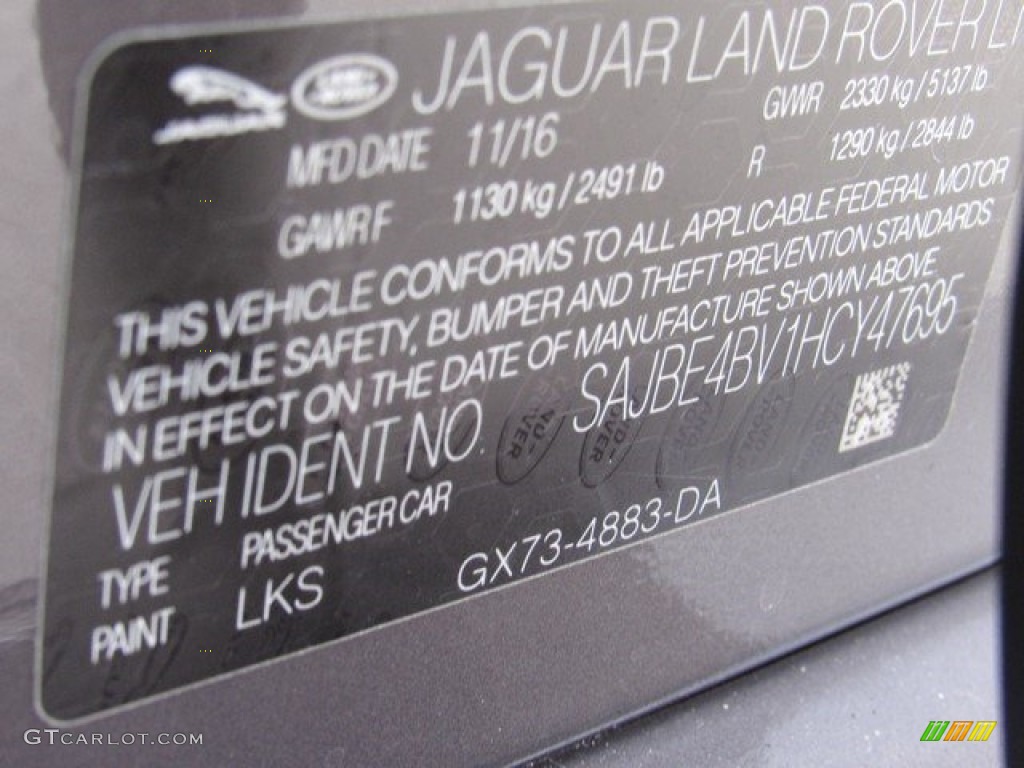 JAGUAR
JAGUAR LAND ROVER LT
MFD DATE 11/16 GWWR 2330 kg / 5137 lb
GAWR F 1130 kg / 2491 lb R 1290 kg / 2844 lb
THIS VEHICLE CONFORMS TO ALL APPLICABLE FEDERAL MOTOR
VEHICLE SAFETY, BUMPER AND THEFT PREVENTION STANDARDS
IN EFFECT ON THE DATE OF MANUFACTURE SHOWN ABOVE
VEH IDENT NO. SAJBE4BV1HCY47695
TYPE PASSENGER CAR
PAINT LKS GX73-4883-DA
GTCARLOT.COM